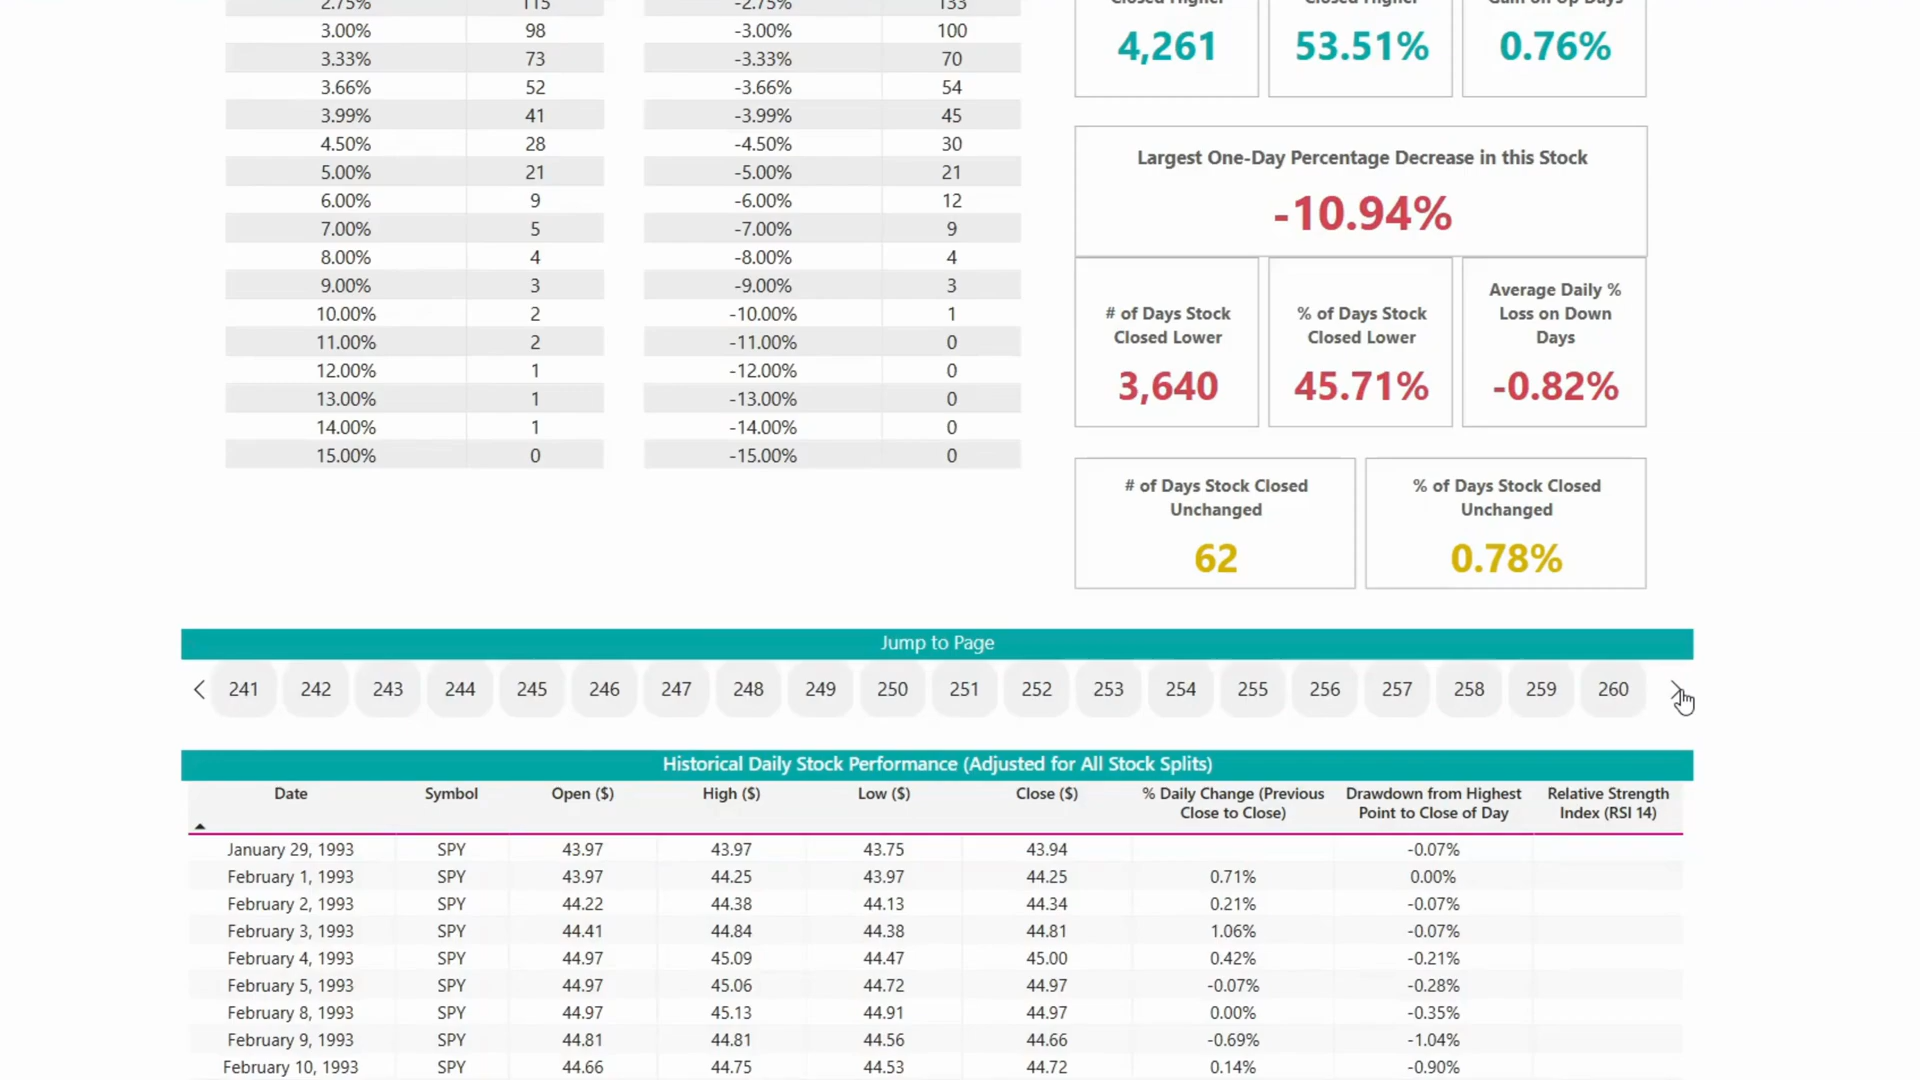 2.75% 115 -2.75% 133
3.00% 98 -3.00% 100
3.33% 73 -3.33% 70
3.66% 52 -3.66% 54
3.99% 41 -3.99% 45
4.50% 28 -4.50% 30
5.00% 21 -5.00% 21
6.00% 9 -6.00% 12
7.00% 5 -7.00% 9
8.00% 4 -8.00% 4
9.00% 3 -9.00% 3
10.00% 2 -10.00% 1
11.00% 2 -11.00% 0
12.00% 1 -12.00% 0
13.00% 1 -13.00% 0
14.00% 1 -14.00% 0
15.00% 0 -15.00% 0
Closed Higher Closed Higher Gain on Up Days
4,261 53.51% 0.76%
Largest One-Day Percentage Decrease in this Stock
-10.94%
# of Days Stock
Closed Lower
3,640
% of Days Stock
Closed Lower
45.71%
Average Daily %
Loss on Down
Days
-0.82%
# of Days Stock Closed
Unchanged
62
% of Days Stock Closed
Unchanged
0.78%
Jump to Page
241 242 243 244 245 246 247 248 249 250 251 252 253 254 255 256 257 258 259 260
Historical Daily Stock Performance (Adjusted for All Stock Splits)
Date Symbol Open ($) High ($) Low ($) Close ($) % Daily Change (Previous Drawdown from Highest Relative Strength
Close to Close) Point to Close of Day Index (RSI 14)
January 29, 1993 SPY 43.97 43.97 43.75 43.94 -0.07%
February 1, 1993 SPY 43.97 44.25 43.97 44.25 0.71% 0.00%
February 2, 1993 SPY 44.22 44.38 44.13 44.34 0.21% -0.07%
February 3, 1993 SPY 44.41 44.84 44.38 44.81 1.06% -0.07%
February 4, 1993 SPY 44.97 45.09 44.47 45.00 0.42% -0.21%
February 5, 1993 SPY 44.97 45.06 44.72 44.97 -0.07% -0.28%
February 8, 1993 SPY 44.97 45.13 44.91 44.97 0.00% -0.35%
February 9, 1993 SPY 44.81 44.81 44.56 44.66 -0.69% -1.04%
February 10, 1993 SPY 44.66 44.75 44.53 44.72 0.14% -0.90%